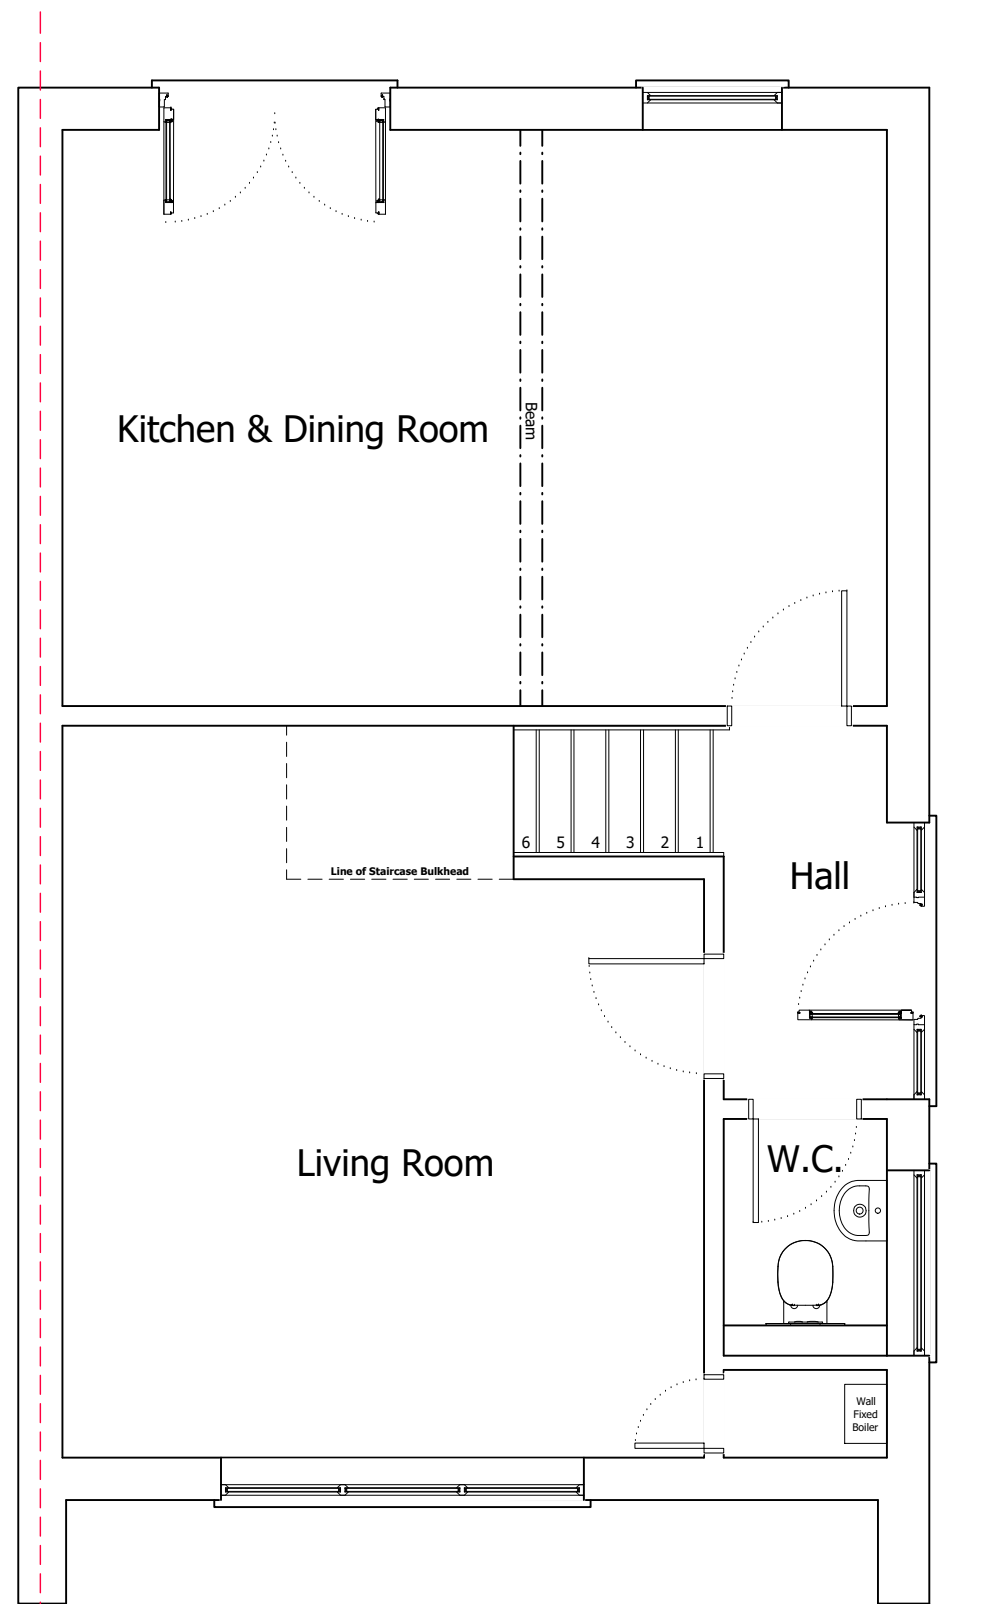 Kitchen & Dining Room
Beam
6 5 4 3 2 1
Line of Staircase Bulkhead
Hall
Living Room
W.C.
Wall
Fixed
Boiler